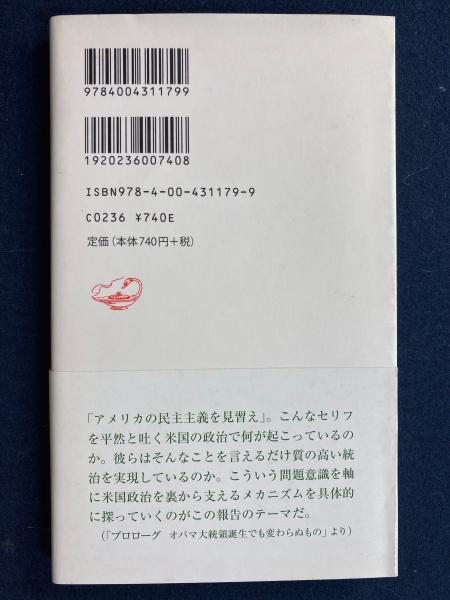 9784004311799
1920236007408
ISBN978-4-00-431179-9
C0236 ¥740E
定価(本体740円+税)
「アメリカの民主主義を見習え」。こんなセリフ
を平然と吐く米国の政治で何が起こっているの
か。彼らはそんなことを言えるだけ質の高い統
治を実現しているのか。こういう問題意識を軸
に米国政治を裏から支えるメカニズムを具体的
に探っていくのがこの報告のテーマだ。
(「プロローグ オバマ大統領誕生でも変わらぬもの」より)